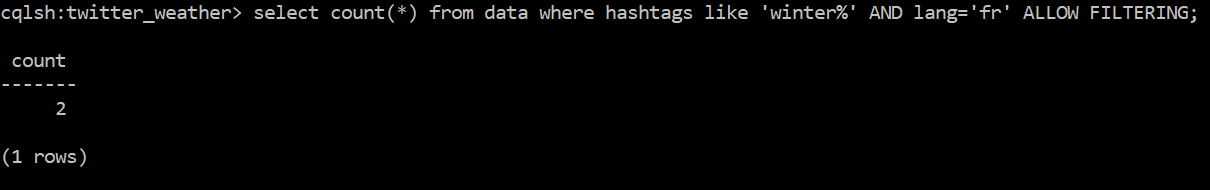 cqlsh:twitter_weather> select count(*) from data where hashtags like 'winter%' AND lang='fr' ALLOW FILTERING;
count
-------
2
(1 rows)